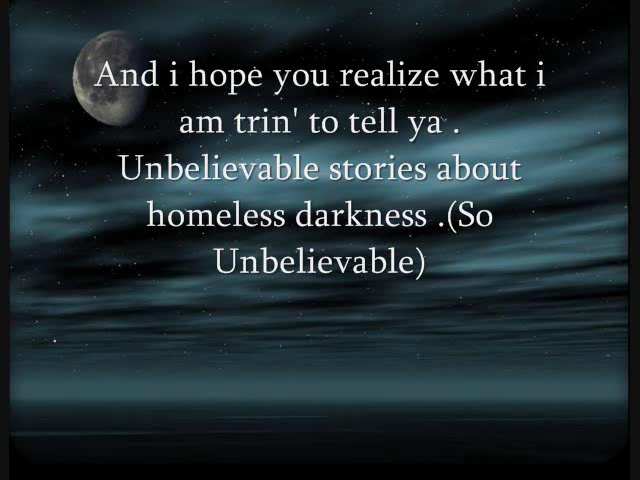 And i hope you realize what i
am trin' to tell ya .
Unbelievable stories about
homeless darkness .(So
Unbelievable)